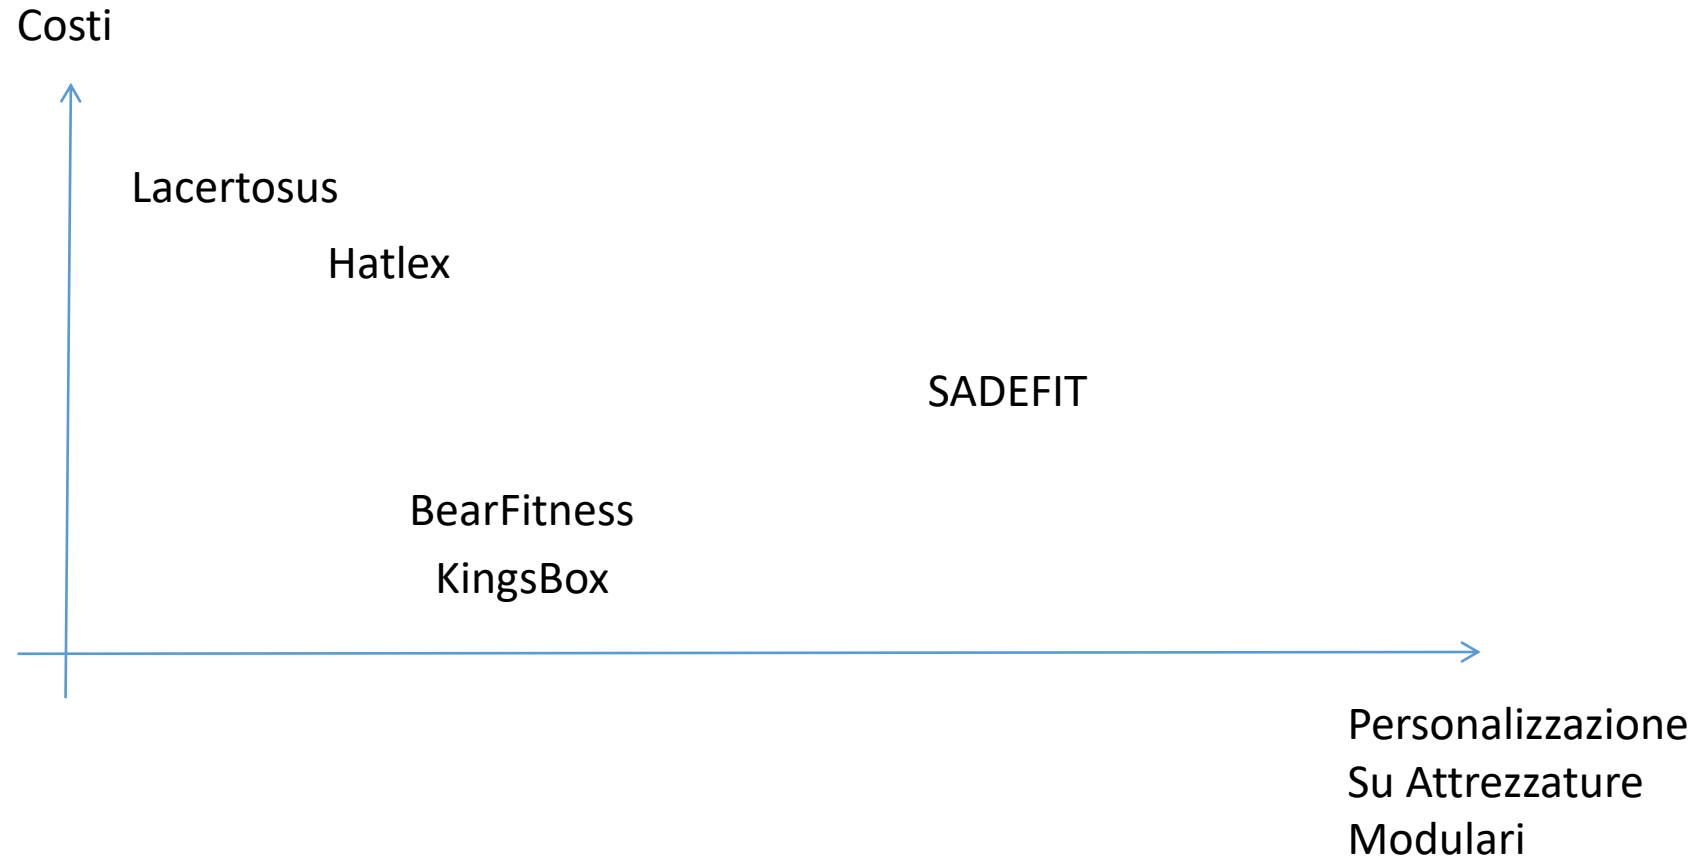 Costi
Lacertosus
Hatlex
SADEFIT
BearFitness
KingsBox
Personalizzazione
Su Attrezzature
Modulari